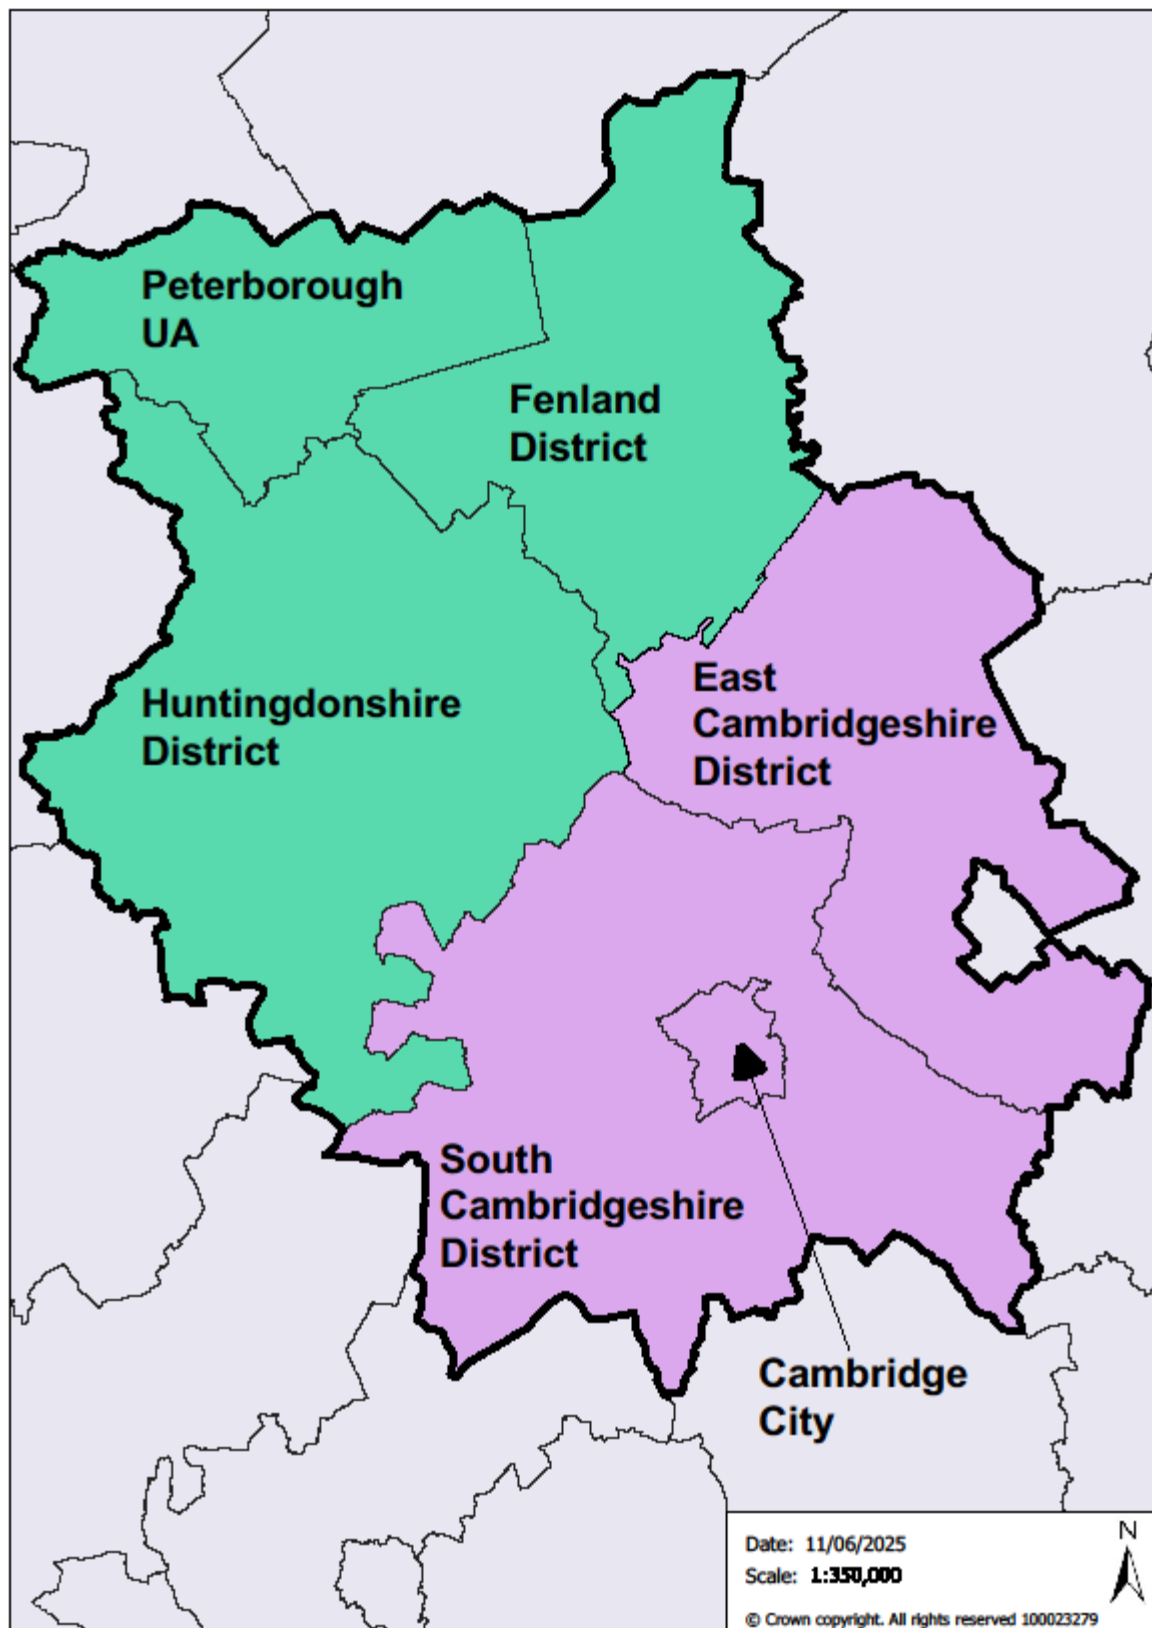 Peterborough
UA
Fenland
District
East
Cambridgeshire
District
Huntingdonshire
District
South
Cambridgeshire
District
Cambridge
City
Date: 11/06/2025
Scale: 1:350,000
N
© Crown copyright. All rights reserved 100023279